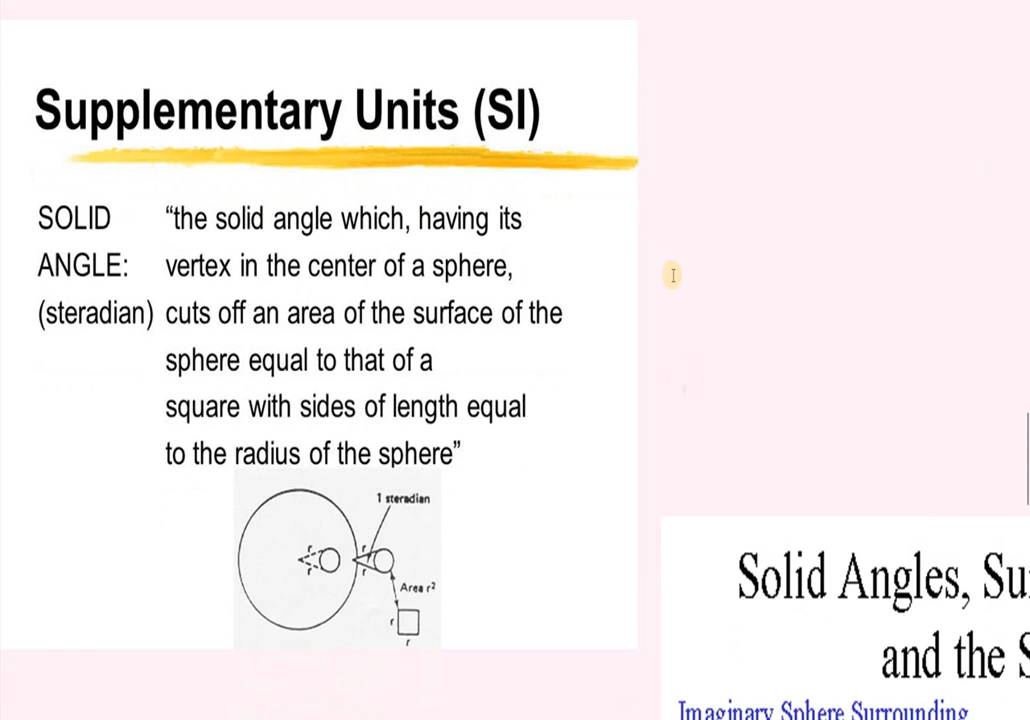 Supplementary Units (SI)
SOLID "the solid angle which, having its
ANGLE: vertex in the center of a sphere,
(steradian) cuts off an area of the surface of the
sphere equal to that of a
square with sides of length equal
to the radius of the sphere"
1 steradian
r
r
r
r
Area r²
r
r
Solid Angles, Su
and the S
Imaginary Sphere Surrounding